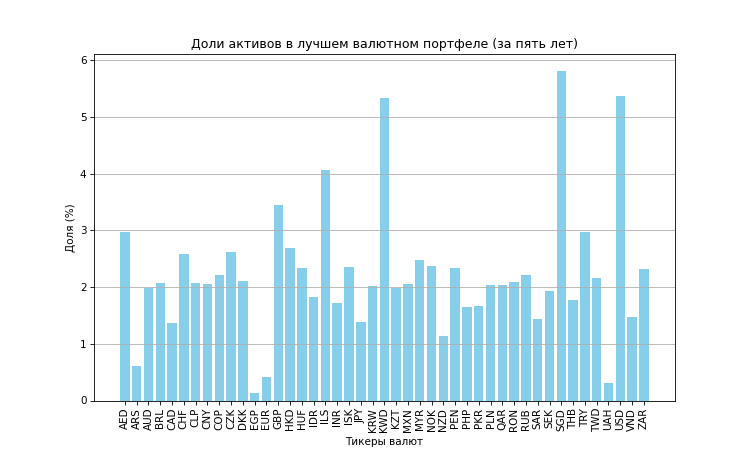 Доли активов в лучшем валютном портфеле (за пять лет)
Доля (%)
6
5
4
3
2
1
0
AED ARS AUD BRL CAD CHF CLP CNY COP CZK DKK EGP EUR GBP HKD HUF IDR ILS INR ISK JPY KRW KWD KZT MXN MYR NOK NZD PEN PHP PKR PLN QAR RON RUB SAR SEK SGD THB TRY TWD UAH USD VND ZAR
Тикеры валют